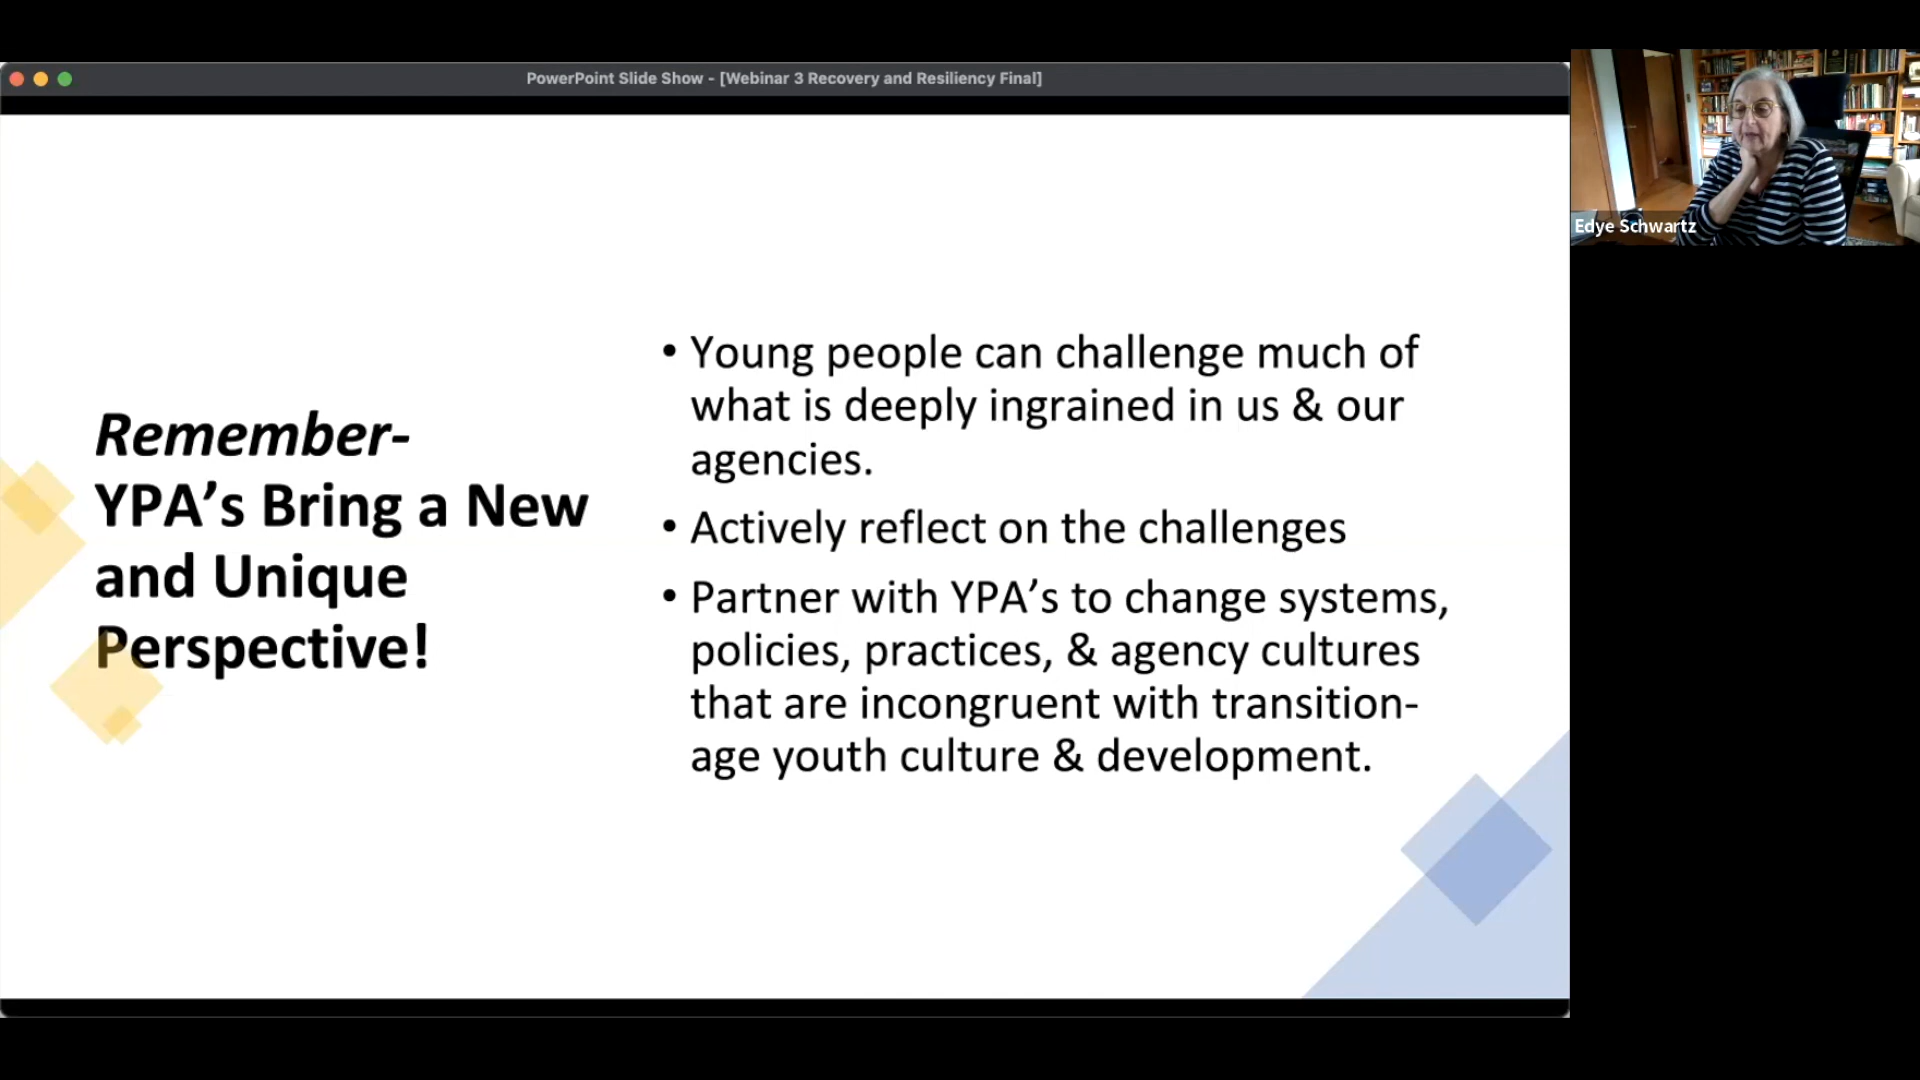 PowerPoint Slide Show - [Webinar 3 Recovery and Resiliency Final]
Remember-
YPA’s Bring a New
and Unique
Perspective!
• Young people can challenge much of
what is deeply ingrained in us & our
agencies.
• Actively reflect on the challenges
• Partner with YPA’s to change systems,
policies, practices, & agency cultures
that are incongruent with transition-
age youth culture & development.
Edye Schwartz